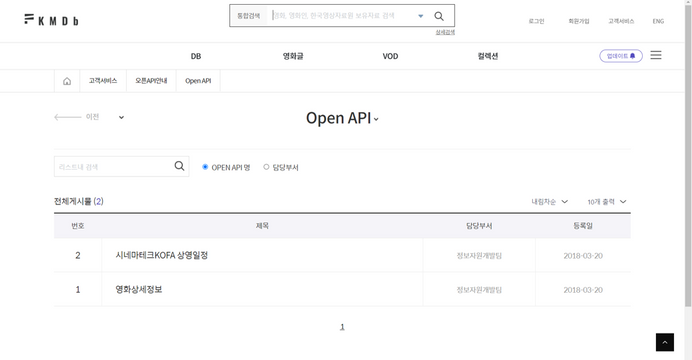 KMDb
통합검색
영화, 영화인, 한국영상자료원 보유자료 검색
상세검색
로그인
회원가입
고객서비스
ENG
DB
영화글
VOD
컬렉션
업데이트
고객서비스
오픈API안내
Open API
이전
Open API
리스트내 검색
OPEN API 명
담당부서
전체게시물 (2)
내림차순
10개 출력
번호 제목 담당부서 등록일
2 시네마테크KOFA 상영일정 정보자원개발팀 2018-03-20
1 영화상세정보 정보자원개발팀 2018-03-20
1